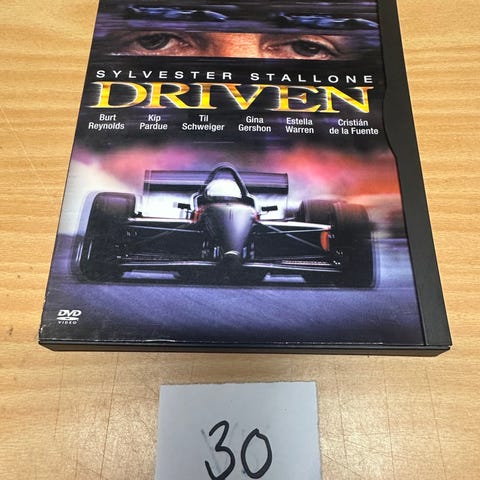 SYLVESTER STALLONE
DRIVEN
Burt Reynolds
Kip Pardue
Til Schweiger
Gina Gershon
Estella Warren
Cristián de la Fuente
DVD
VIDEO
30